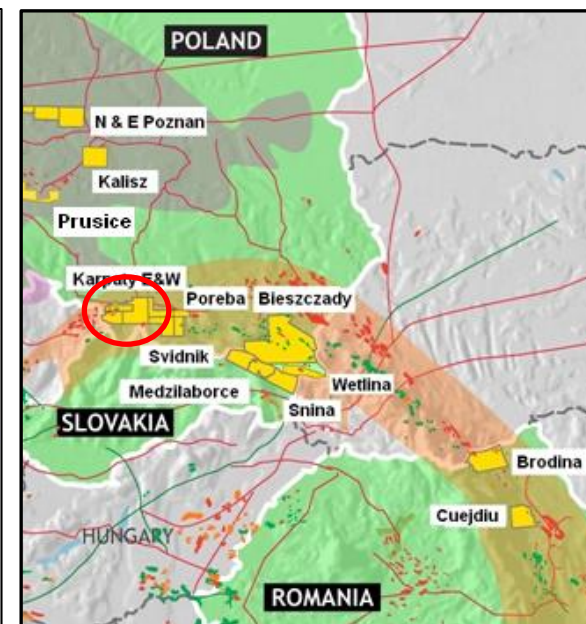 POLAND
N & E Poznan
Kalisz
Prusice
Karpaty E&W
Poreba
Bieszczady
Svidnik
Medzilaborce
Wetlina
Snina
SLOVAKIA
Brodina
Cuejdiu
HUNGARY
ROMANIA